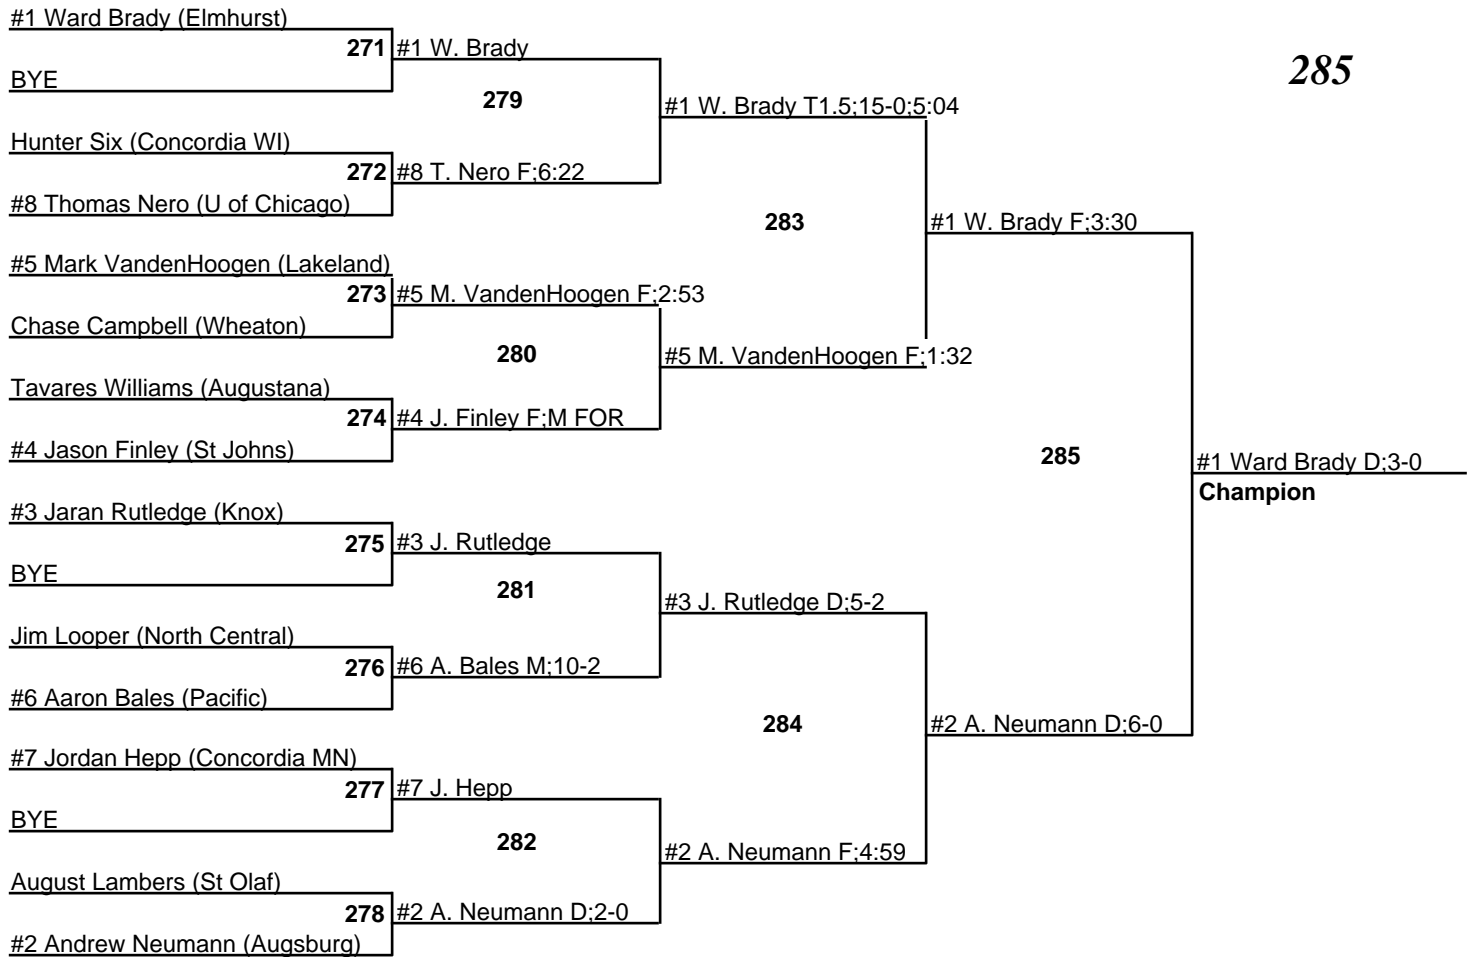 #1 Ward Brady (Elmhurst)
271 #1 W. Brady
285
BYE
279
#1 W. Brady T1.5;15-0;5:04
Hunter Six (Concordia WI)
272 #8 T. Nero F;6:22
#8 Thomas Nero (U of Chicago)
283
#1 W. Brady F;3:30
#5 Mark VandenHoogen (Lakeland)
273 #5 M. VandenHoogen F;2:53
Chase Campbell (Wheaton)
280
#5 M. VandenHoogen F;1:32
Tavares Williams (Augustana)
274 #4 J. Finley F;M FOR
#4 Jason Finley (St Johns)
285
#1 Ward Brady D;3-0
Champion
#3 Jaran Rutledge (Knox)
275 #3 J. Rutledge
BYE
281
#3 J. Rutledge D;5-2
Jim Looper (North Central)
276 #6 A. Bales M;10-2
#6 Aaron Bales (Pacific)
284
#2 A. Neumann D;6-0
#7 Jordan Hepp (Concordia MN)
277 #7 J. Hepp
BYE
282
#2 A. Neumann F;4:59
August Lambers (St Olaf)
278 #2 A. Neumann D;2-0
#2 Andrew Neumann (Augsburg)